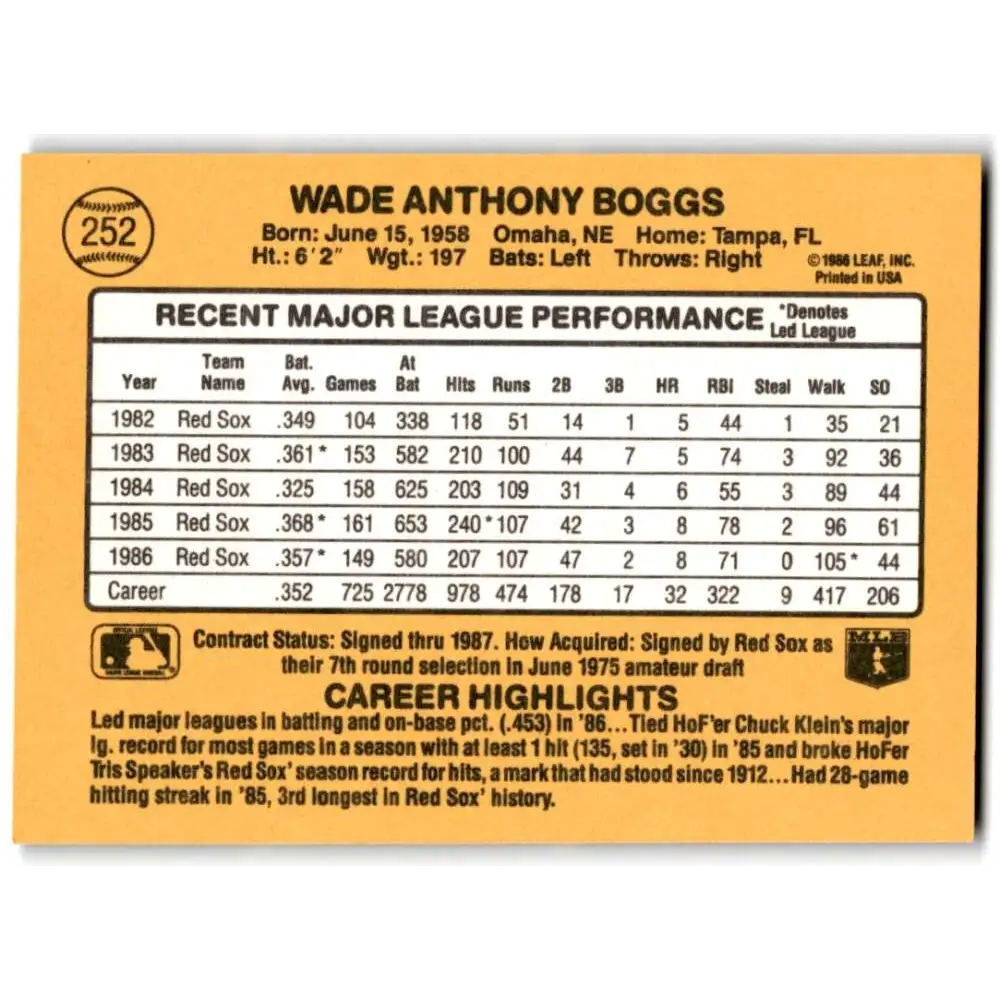 252
WADE ANTHONY BOGGS
Born: June 15, 1958 Omaha, NE Home: Tampa, FL
Ht.: 6'2" Wgt.: 197 Bats: Left Throws: Right
©1986 LEAF, INC.
Printed in USA
RECENT MAJOR LEAGUE PERFORMANCE *Denotes Led League
Year Team Name Bat. Avg. Games At Bat Hits Runs 2B 3B HR RBI Steal Walk SO
1982 Red Sox .349 104 338 118 51 14 1 5 44 1 35 21
1983 Red Sox .361* 153 582 210 100 44 7 5 74 3 92 36
1984 Red Sox .325 158 625 203 109 31 4 6 55 3 89 44
1985 Red Sox .368* 161 653 240* 107 42 3 8 78 2 96 61
1986 Red Sox .357* 149 580 207 107 47 2 8 71 0 105* 44
Career .352 725 2778 978 474 178 17 32 322 9 417 206
Contract Status: Signed thru 1987. How Acquired: Signed by Red Sox as
their 7th round selection in June 1975 amateur draft
MLB
CAREER HIGHLIGHTS
Led major leagues in batting and on-base pct. (.453) in '86...Tied HoF'er Chuck Klein's major
lg. record for most games in a season with at least 1 hit (135, set in '30) in '85 and broke HoFer
Tris Speaker's Red Sox' season record for hits, a mark that had stood since 1912...Had 28-game
hitting streak in '85, 3rd longest in Red Sox' history.